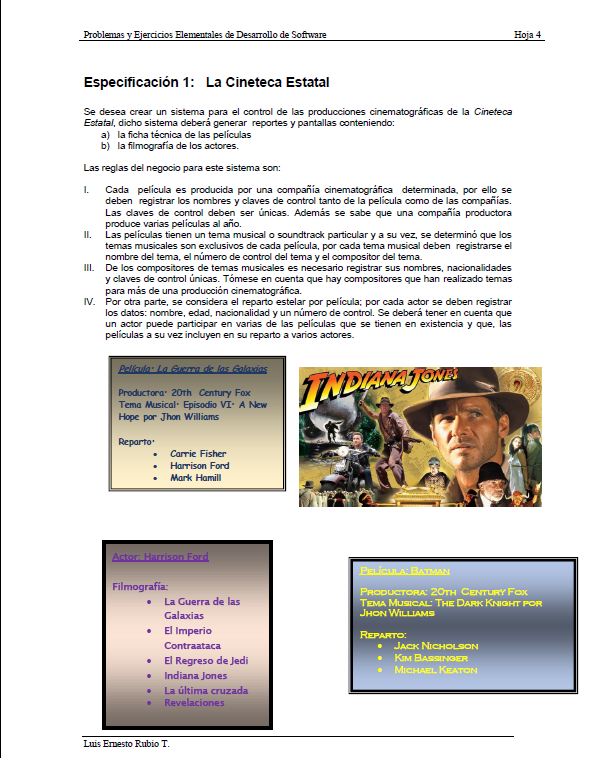 Problemas y Ejercicios Elementales de Desarrollo de Software Hoja 4
Especificación 1: La Cineteca Estatal
Se desea crear un sistema para el control de las producciones cinematográficas de la Cineteca
Estatal, dicho sistema deberá generar reportes y pantallas conteniendo:
a) la ficha técnica de las películas
b) la filmografía de los actores.
Las reglas del negocio para este sistema son:
I. Cada película es producida por una compañía cinematográfica determinada, por ello se
deben registrar los nombres y claves de control tanto de la película como de las compañías.
Las claves de control deben ser únicas. Además se sabe que una compañía productora
produce varias películas al año.
II. Las películas tienen un tema musical o soundtrack particular y a su vez, se determinó que los
temas musicales son exclusivos de cada película, por cada tema musical deben registrarse el
nombre del tema, el número de control del tema y el compositor del tema.
III. De los compositores de temas musicales es necesario registrar sus nombres, nacionalidades
y claves de control únicas. Tómese en cuenta que hay compositores que han realizado temas
para más de una producción cinematográfica.
IV. Por otra parte, se considera el reparto estelar por película; por cada actor se deben registrar
los datos: nombre, edad, nacionalidad y un número de control. Se deberá tener en cuenta que
un actor puede participar en varias de las películas que se tienen en existencia y que, las
películas a su vez incluyen en su reparto a varios actores.
Película: La Guerra de las Galaxias
Productora: 20th Century Fox
Tema Musical: Episodio VI: A New
Hope por Jhon Williams
Reparto:
• Carrie Fisher
• Harrison Ford
• Mark Hamill
INDIANA JONES
Actor: Harrison Ford
Filmografía:
• La Guerra de las
Galaxias
• El Imperio
Contraataca
• El Regreso de Jedi
• Indiana Jones
• La última cruzada
• Revelaciones
Película: Batman
Productora: 20th Century Fox
Tema Musical: The Dark Knight por
Jhon Williams
Reparto:
• Jack Nicholson
• Kim Bassinger
• Michael Keaton
Luis Ernesto Rubio T.